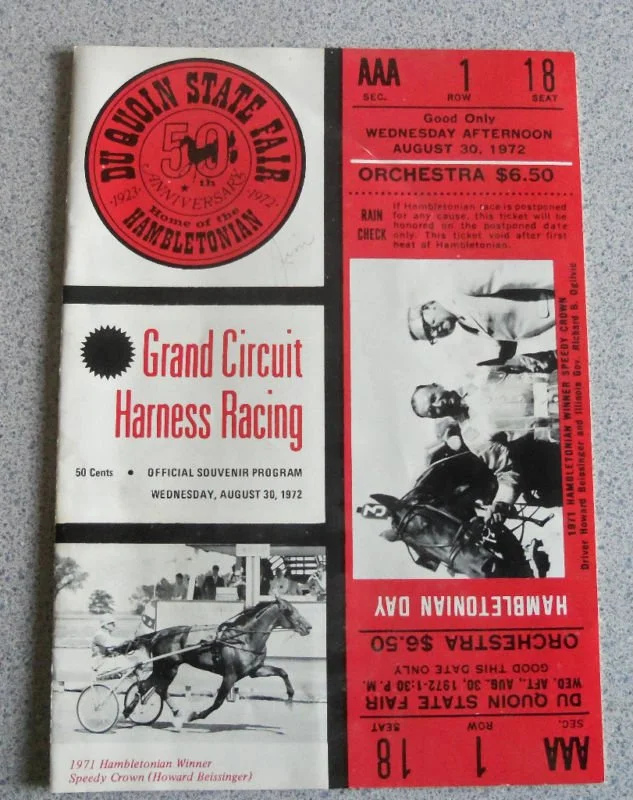 DU QUOIN STATE FAIR
50th
ANNIVERSARY
1923
1972
Home of the
HAMBLETONIAN
Jim
Grand Circuit
Harness Racing
50 Cents • OFFICIAL SOUVENIR PROGRAM
WEDNESDAY, AUGUST 30, 1972
1971 Hambletonian Winner
Speedy Crown (Howard Beissinger)
AAA 1 18
SEC. ROW SEAT
Good Only
WEDNESDAY AFTERNOON
AUGUST 30, 1972
ORCHESTRA $6.50
RAIN CHECK
If Hambletonian race is postponed
for any cause, this ticket will be
honored on the postponed date
only. This ticket void after first
heat of Hambletonian.
3
1971 HAMBLETONIAN WINNER SPEEDY CROWN
Driver Howard Beissinger and Illinois Gov. Richard B. Ogilvie
HAMBLETONIAN DAY
ORCHESTRA $6.50
GOOD THIS DATE ONLY
WED. AFT., AUG. 30, 1972-1:30 P.M.
DU QUOIN STATE FAIR
SEC. ROW SEAT
AAA 1 18